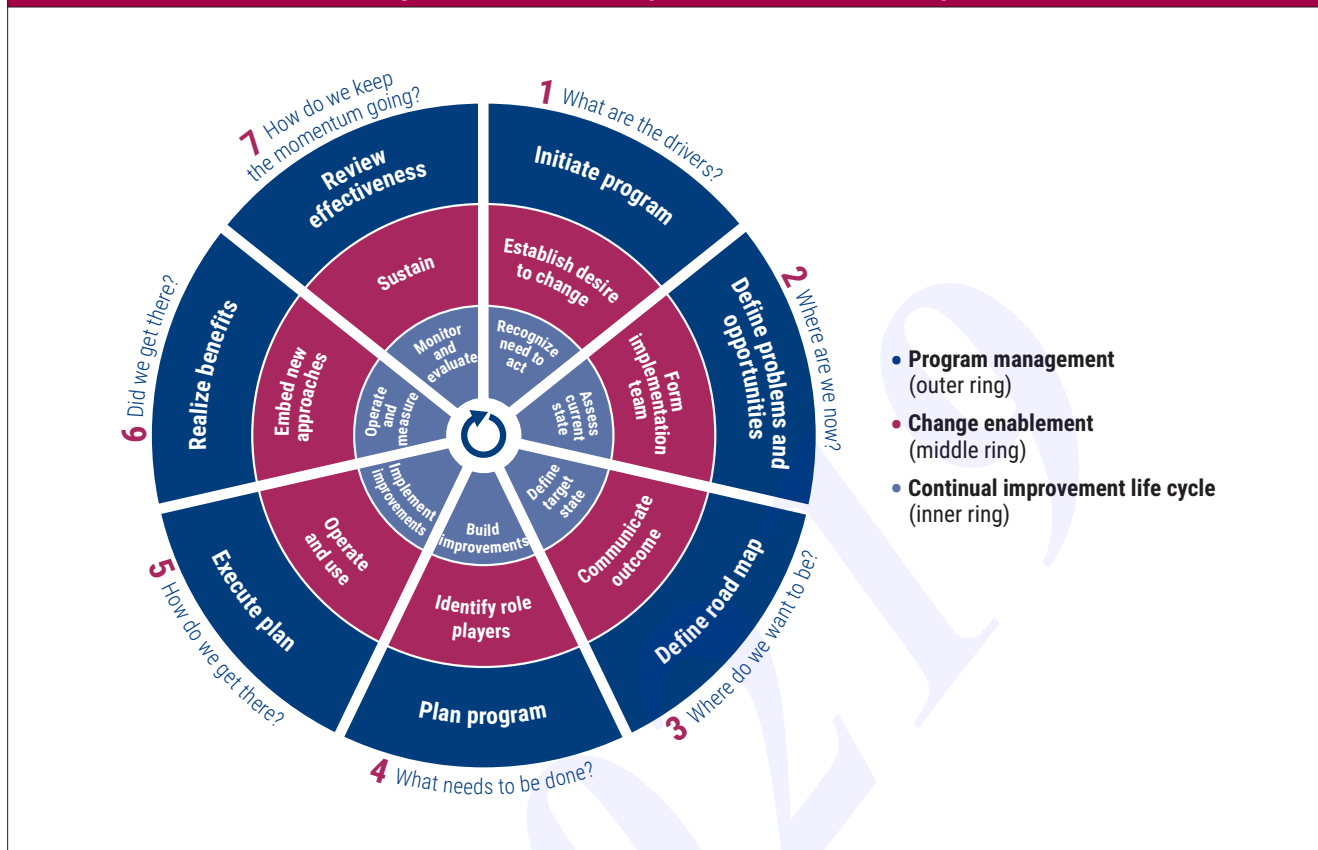 1 What are the drivers?
Initiate program
Establish desire
to change
Recognize
need to
act
2 Where are we now?
Define problems and
opportunities
Form
implementation
team
Assess
current
state
3 Where do we want to be?
Define road map
Communicate
outcome
Define
target
state
4 What needs to be done?
Plan program
Identify role
players
Build
improvements
5 How do we get there?
Execute plan
Operate
and use
Implement
improvements
6 Did we get there?
Realize benefits
Embed new
approaches
Operate
and
measure
7 How do we keep
the momentum going?
Review
effectiveness
Sustain
Monitor
and
evaluate
• Program management
(outer ring)
• Change enablement
(middle ring)
• Continual improvement life cycle
(inner ring)